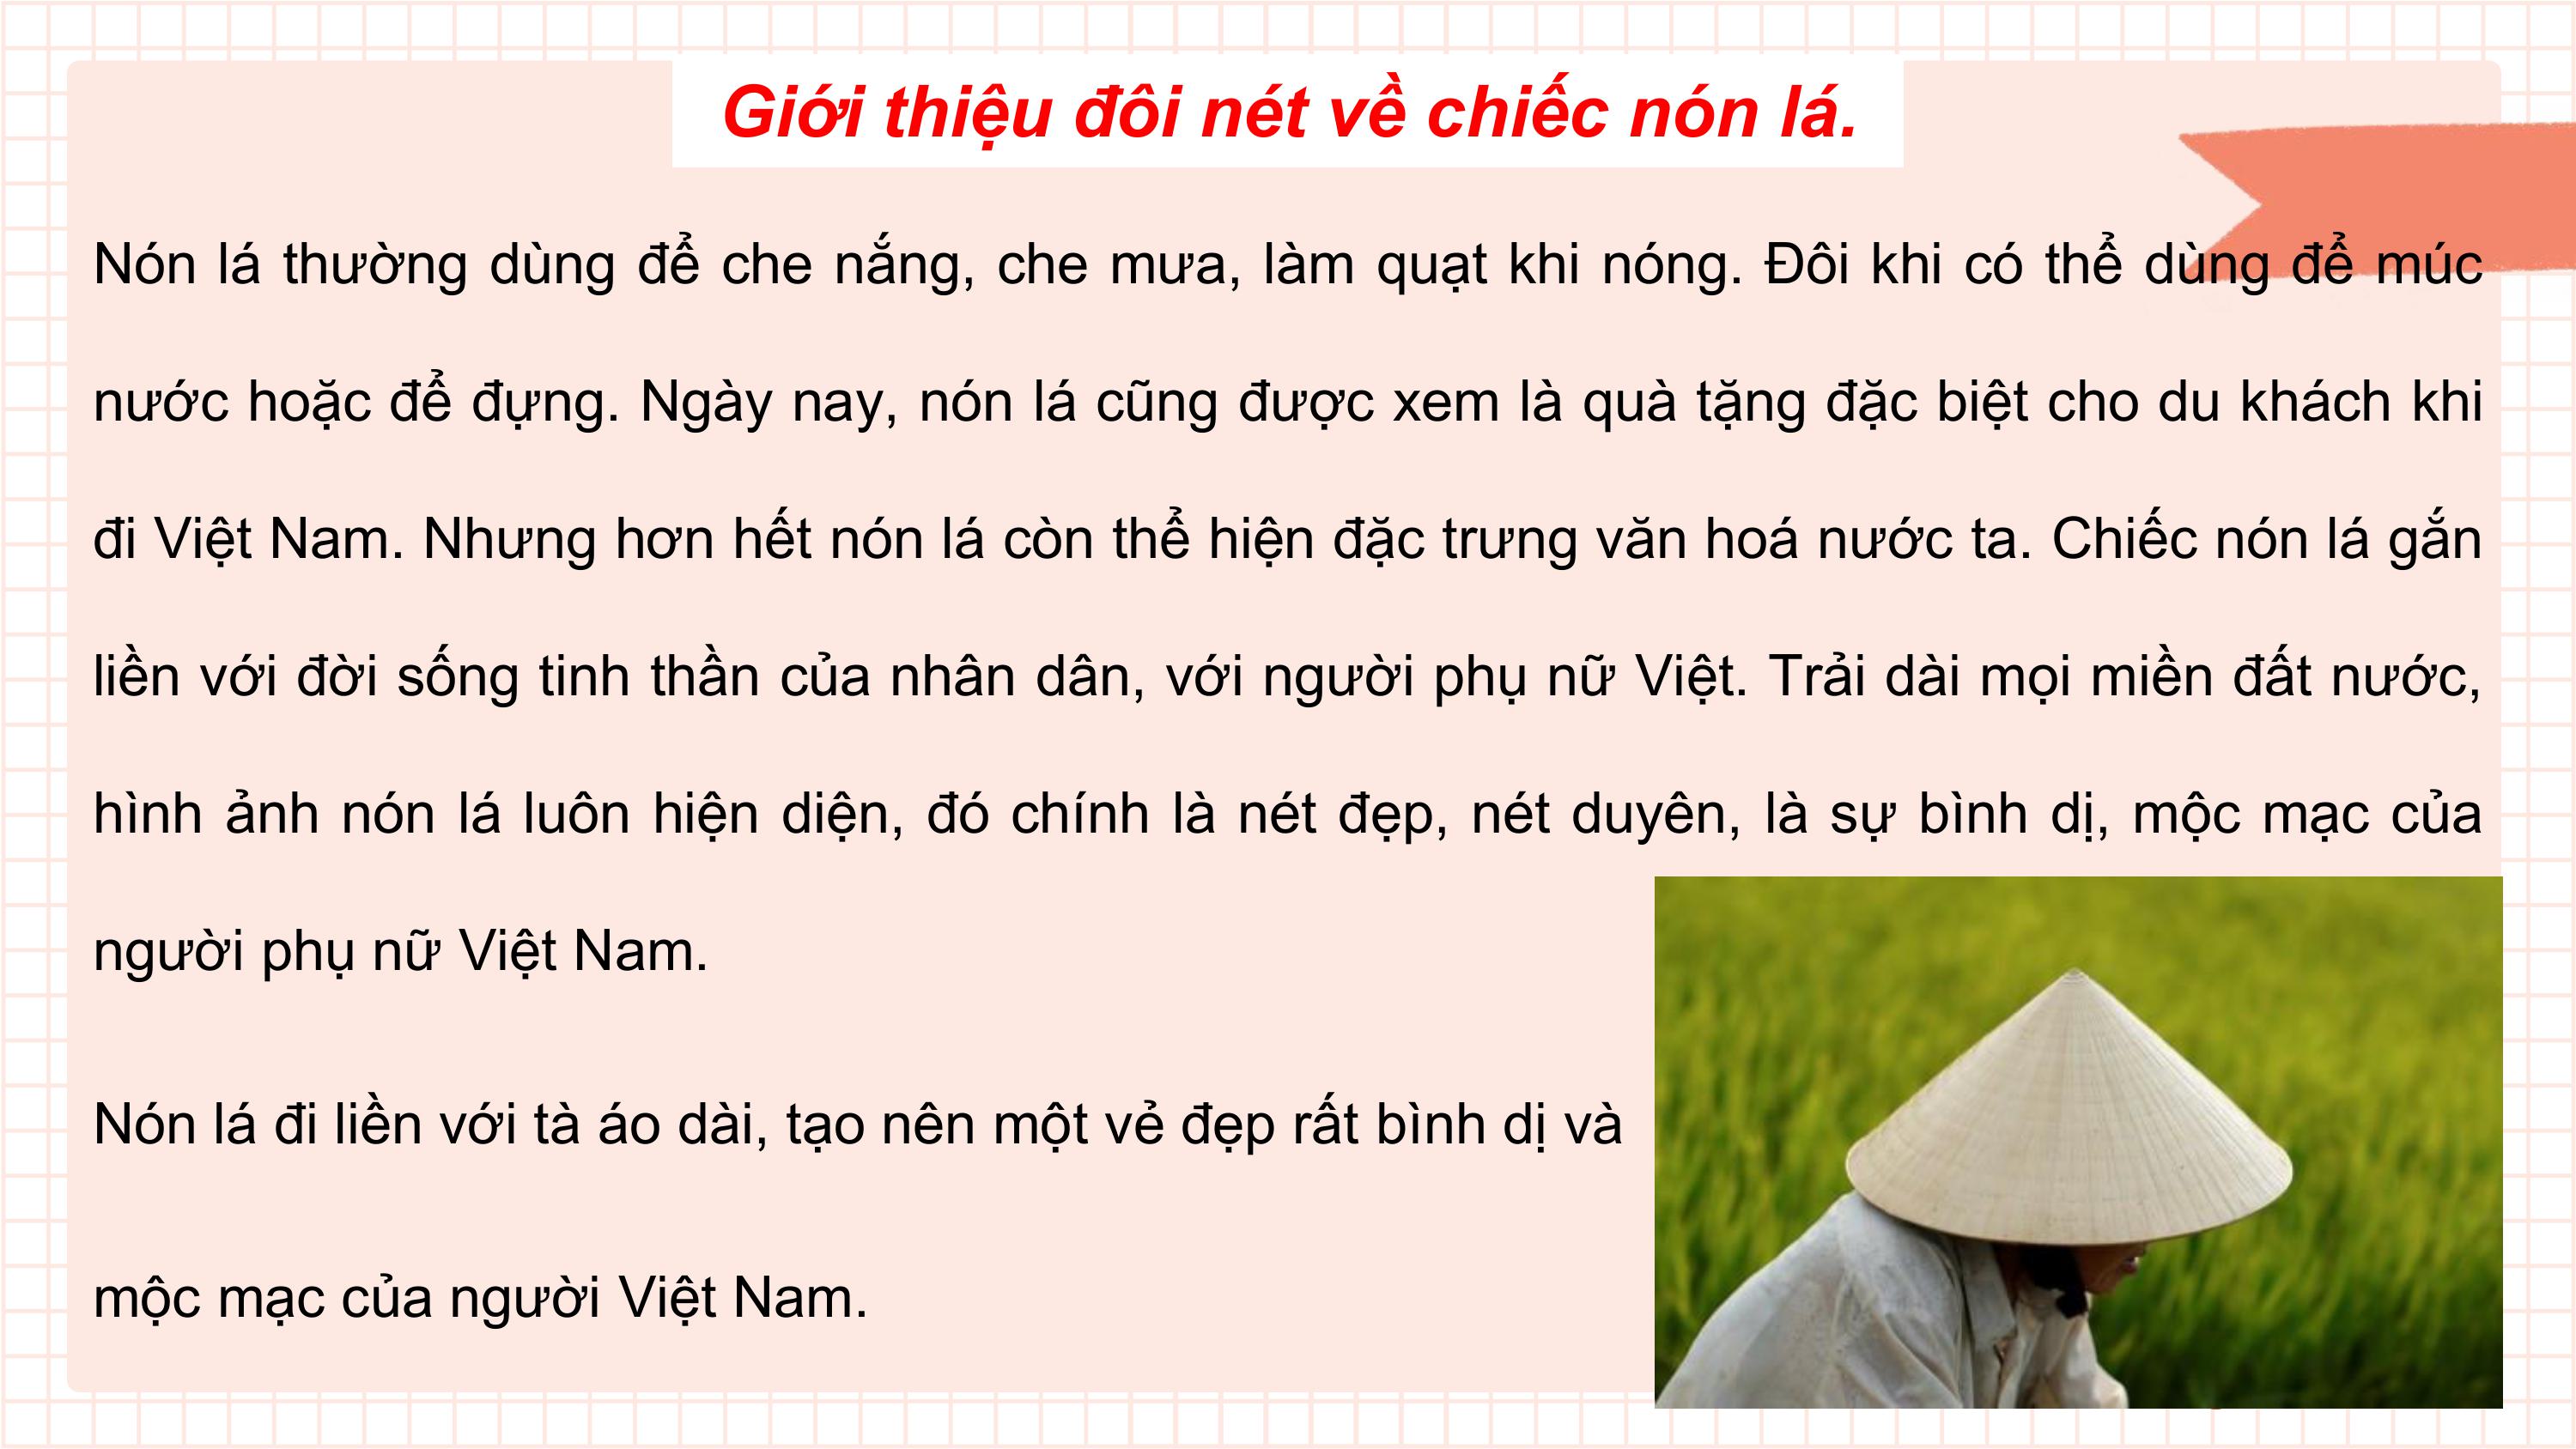 Giới thiệu đôi nét về chiếc nón lá.
Nón lá thường dùng để che nắng, che mưa, làm quạt khi nóng. Đôi khi có thể dùng để múc
nước hoặc để đựng. Ngày nay, nón lá cũng được xem là quà tặng đặc biệt cho du khách khi
đi Việt Nam. Nhưng hơn hết nón lá còn thể hiện đặc trưng văn hoá nước ta. Chiếc nón lá gắn
liền với đời sống tinh thần của nhân dân, với người phụ nữ Việt. Trải dài mọi miền đất nước,
hình ảnh nón lá luôn hiện diện, đó chính là nét đẹp, nét duyên, là sự bình dị, mộc mạc của
người phụ nữ Việt Nam.
Nón lá đi liền với tà áo dài, tạo nên một vẻ đẹp rất bình dị và
mộc mạc của người Việt Nam.